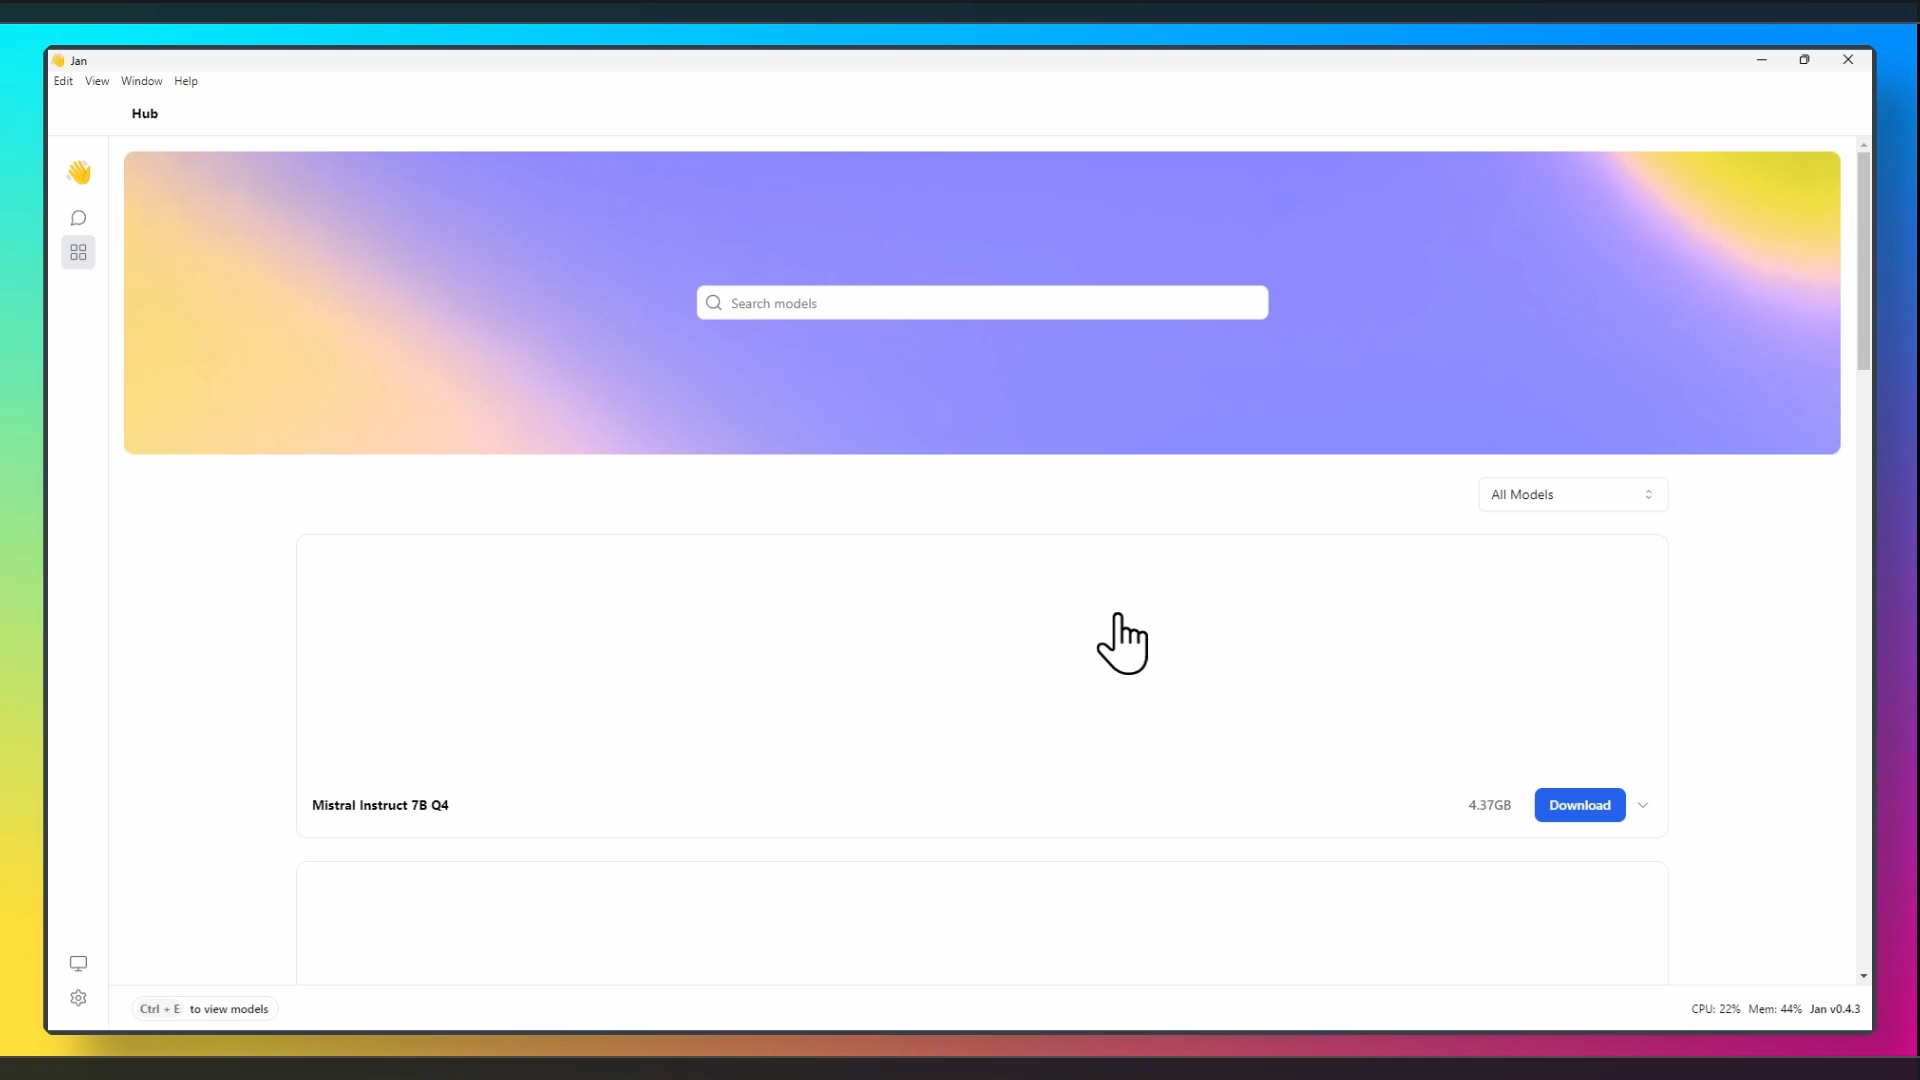 Jan
Edit View Window Help
Hub
Search models
All Models
Mistral Instruct 7B Q4
4.37GB Download
Ctrl + E to view models
CPU: 22% Mem: 44% Jan v0.4.3